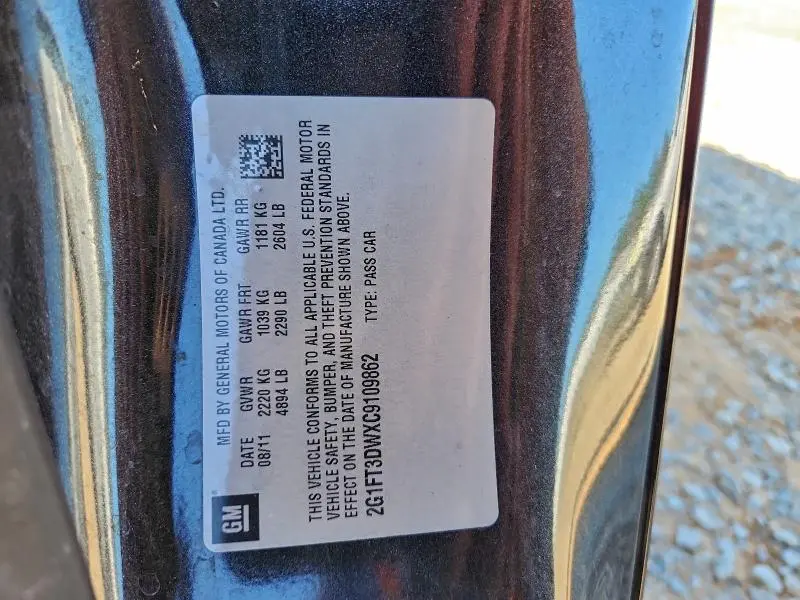 GM
MFD BY GENERAL MOTORS OF CANADA LTD.
DATE GVWR GAWR FRT GAWR RR
08/11 2220 KG 1039 KG 1181 KG
4894 LB 2290 LB 2604 LB
THIS VEHICLE CONFORMS TO ALL APPLICABLE U.S. FEDERAL MOTOR
VEHICLE SAFETY, BUMPER, AND THEFT PREVENTION STANDARDS IN
EFFECT ON THE DATE OF MANUFACTURE SHOWN ABOVE.
2G1FT3DWXC9109862 TYPE: PASS CAR